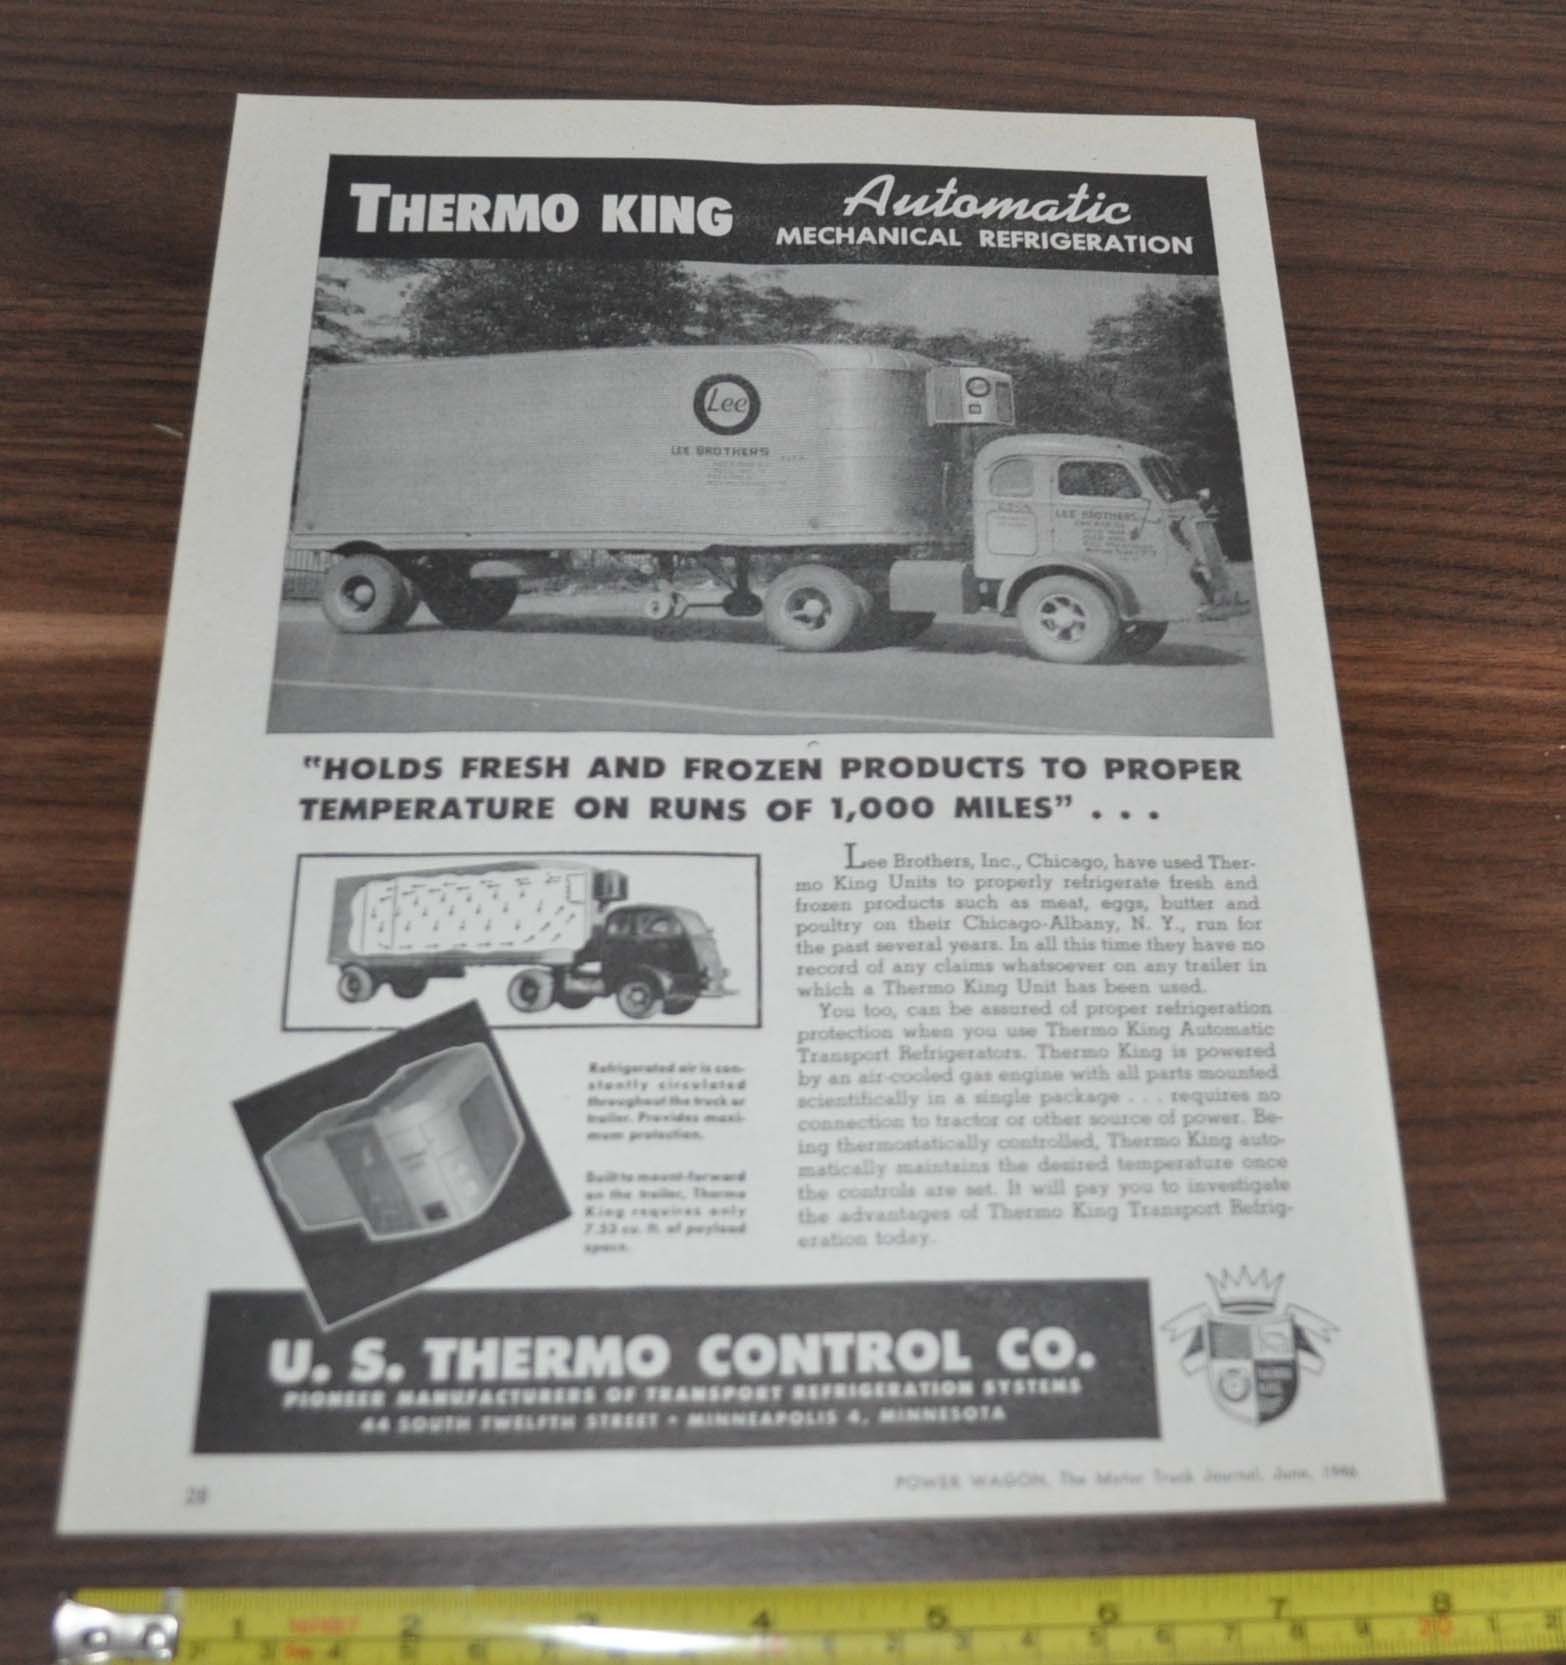 THERMO KING
Automatic
MECHANICAL REFRIGERATION
Lee
LEE BROTHERS
LEE BROTHERS
"HOLDS FRESH AND FROZEN PRODUCTS TO PROPER
TEMPERATURE ON RUNS OF 1,000 MILES" . . .
Lee Brothers, Inc., Chicago, have used Ther-
mo King Units to properly refrigerate fresh and
frozen products such as meat, eggs, butter and
poultry on their Chicago-Albany, N. Y., run for
the past several years. In all this time they have no
record of any claims whatsoever on any trailer in
which a Thermo King Unit has been used.
You too, can be assured of proper refrigeration
protection when you use Thermo King Automatic
Transport Refrigerators. Thermo King is powered
by an air-cooled gas engine with all parts mounted
scientifically in a single package . . . requires no
connection to tractor or other source of power. Be-
ing thermostatically controlled, Thermo King auto-
matically maintains the desired temperature once
the controls are set. It will pay you to investigate
the advantages of Thermo King Transport Refrig-
eration today.
Refrigerated air is con-
stantly circulated
throughout the truck or
trailer. Provides maxi-
mum protection.
Built to mount forward
on the trailer, Thermo
King requires only
7.33 cu. ft. of payload
space.
U. S. THERMO CONTROL CO.
PIONEER MANUFACTURERS OF TRANSPORT REFRIGERATION SYSTEMS
44 SOUTH TWELFTH STREET • MINNEAPOLIS 4, MINNESOTA
THERMO KING
28
POWER WAGON, The Motor Truck Journal, June, 1946
1 2 3 4 5 6 7 8